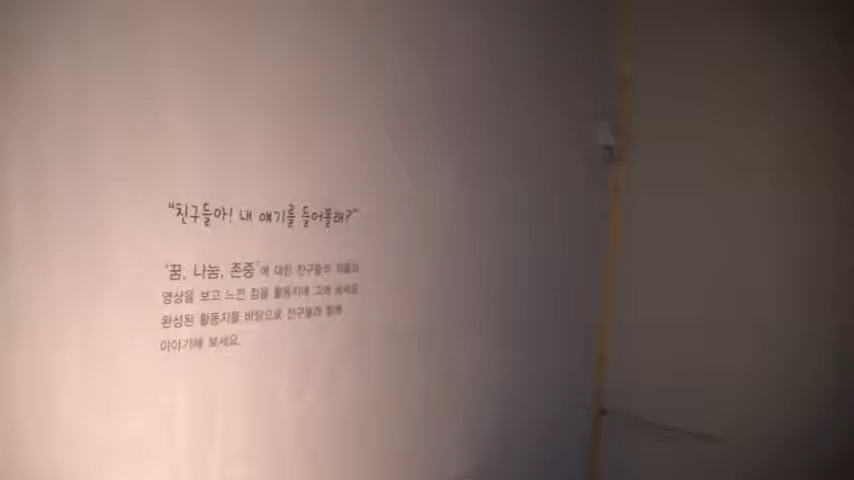 "친구들아! 내 얘기를 들어볼래?"
'꿈, 나눔, 존중'에 대한 친구들의 작품과
영상을 보고 느낀 점을 활동지에 그려 보세요.
완성된 활동지를 바탕으로 친구들과 함께
이야기해 보세요.